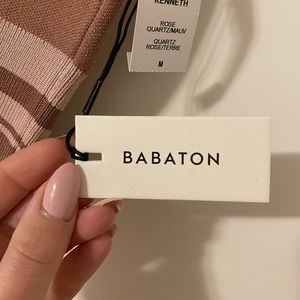 KENNETH
ROSE
QUARTZ/MAUV
QUARTZ
ROSE/TERRE
M
BABATON